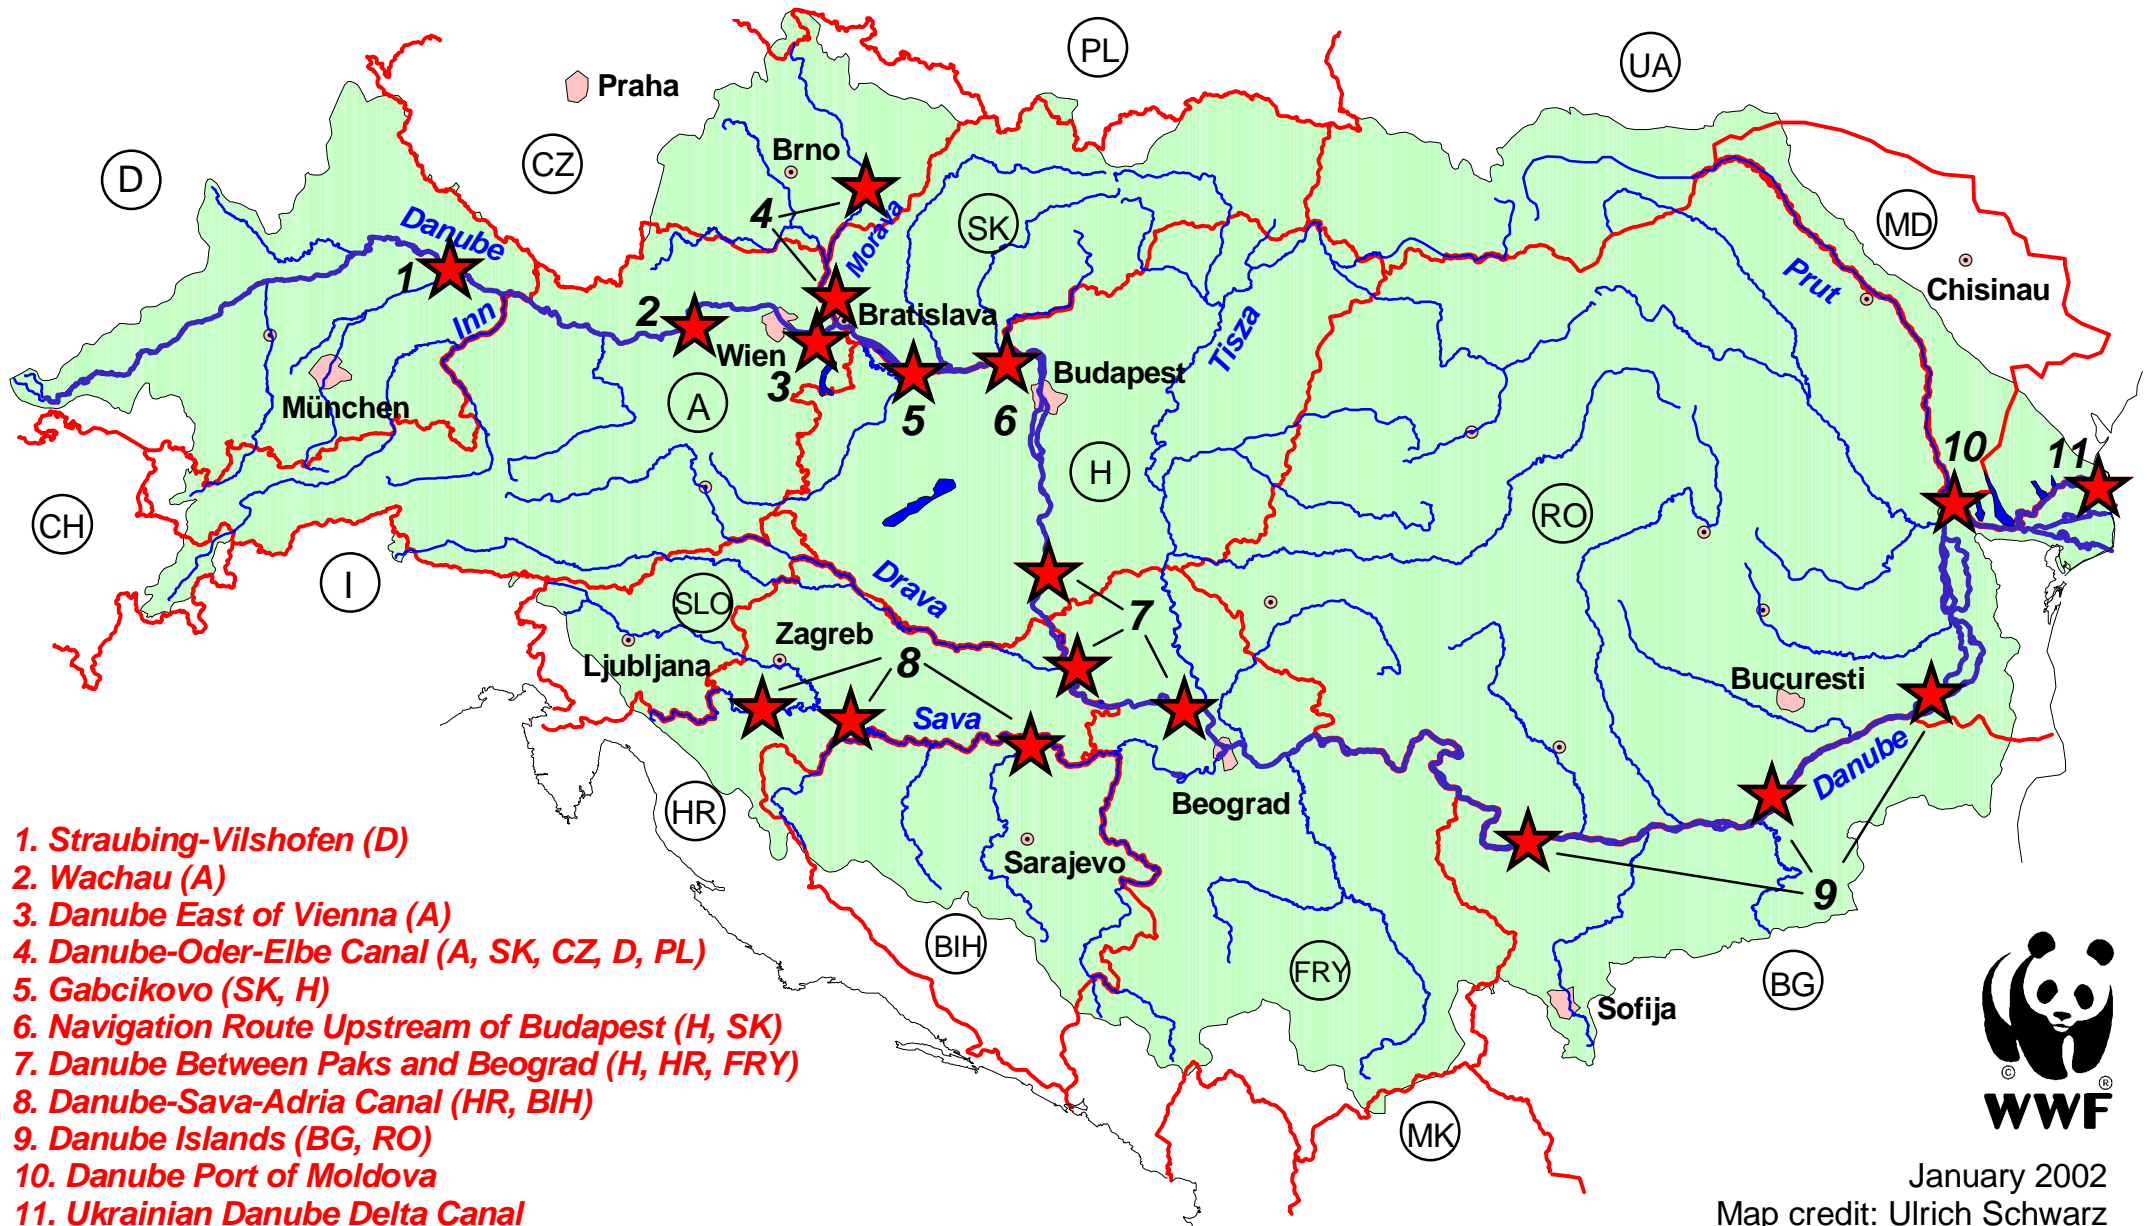 PL
UA
Praha
CZ
D
Brno
4
SK
MD
Danube
Morava
1
Inn
2
Prut
Chisinau
Bratislava
Wien
3
A
München
Tisza
Budapest
5
6
10
11
H
CH
RO
I
Drava
7
SLO
Zagreb
8
Ljubljana
Bucuresti
Sava
Danube
HR
Beograd
Sarajevo
9
BIH
FRY
BG
Sofija
MK
1. Straubing-Vilshofen (D)
2. Wachau (A)
3. Danube East of Vienna (A)
4. Danube-Oder-Elbe Canal (A, SK, CZ, D, PL)
5. Gabcikovo (SK, H)
6. Navigation Route Upstream of Budapest (H, SK)
7. Danube Between Paks and Beograd (H, HR, FRY)
8. Danube-Sava-Adria Canal (HR, BIH)
9. Danube Islands (BG, RO)
10. Danube Port of Moldova
11. Ukrainian Danube Delta Canal
© ®
WWF
January 2002
Map credit: Ulrich Schwarz